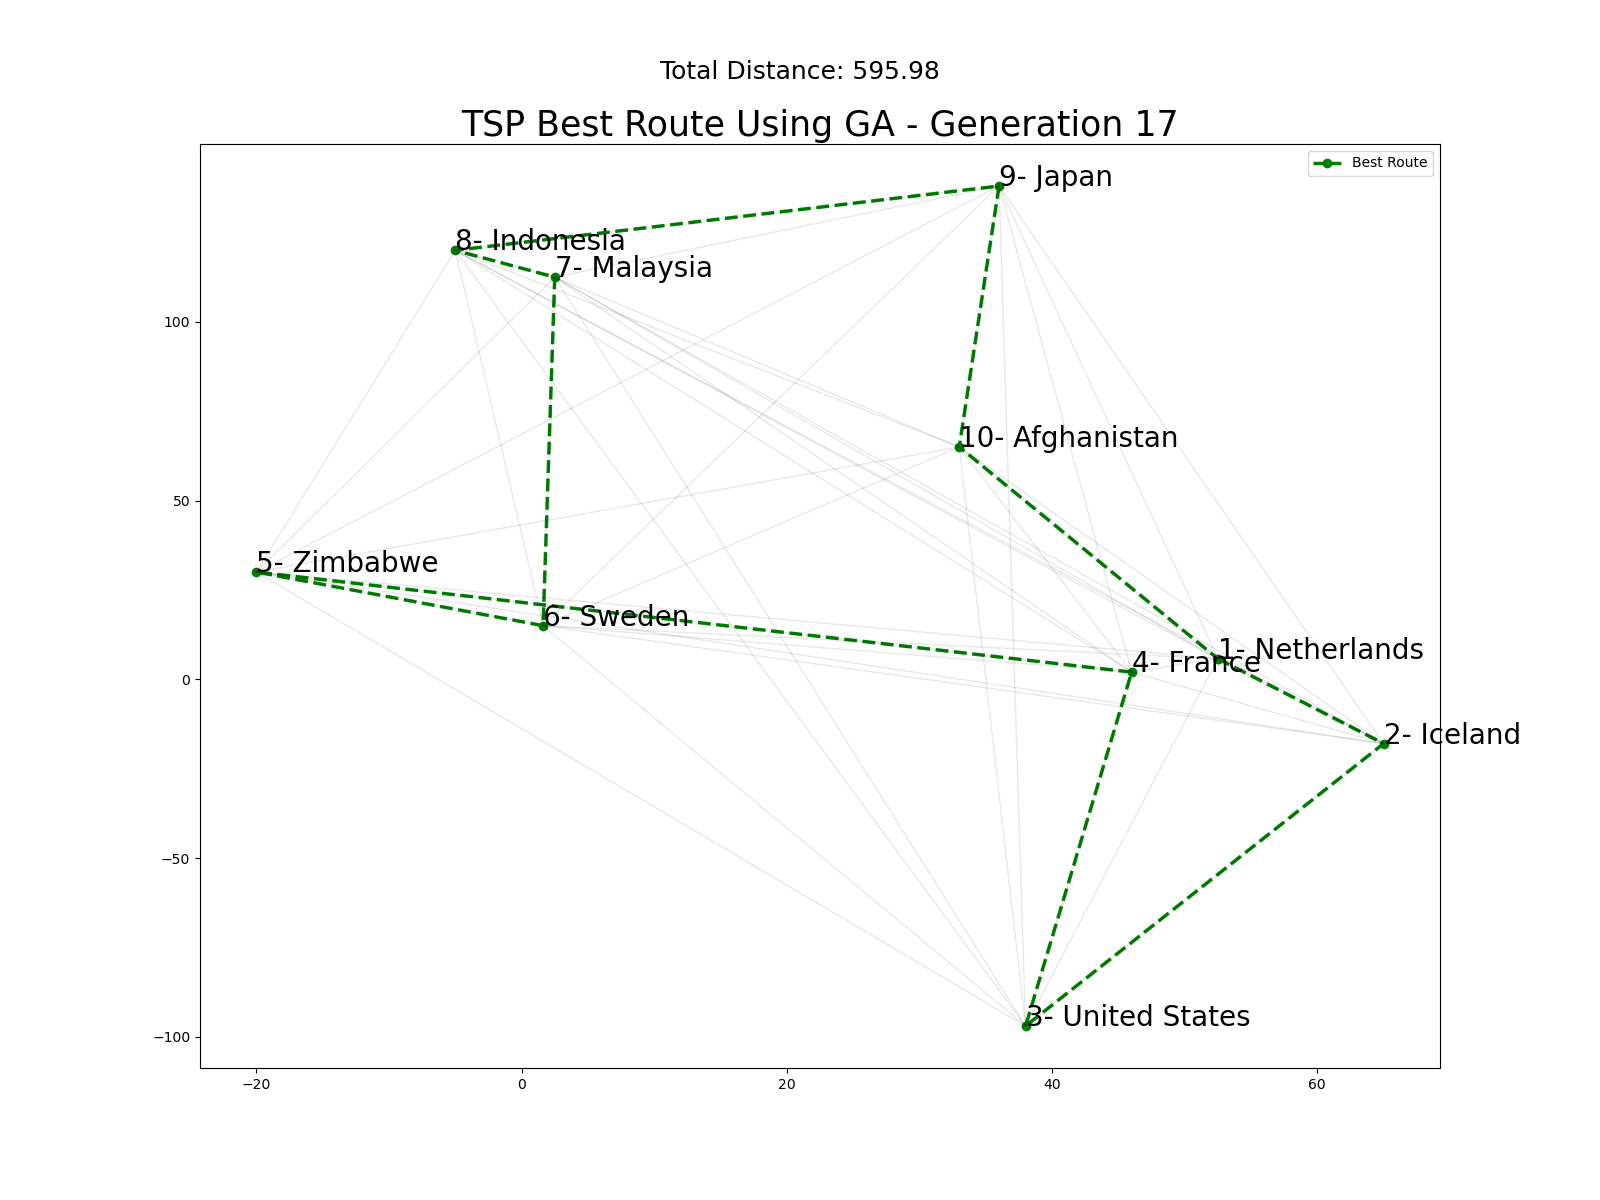 Total Distance: 595.98
TSP Best Route Using GA - Generation 17
Best Route
9- Japan
8- Indonesia
7- Malaysia
100
10- Afghanistan
50
5- Zimbabwe
6- Sweden
1- Netherlands
4- France
0
2- Iceland
−50
3- United States
−100
−20 0 20 40 60